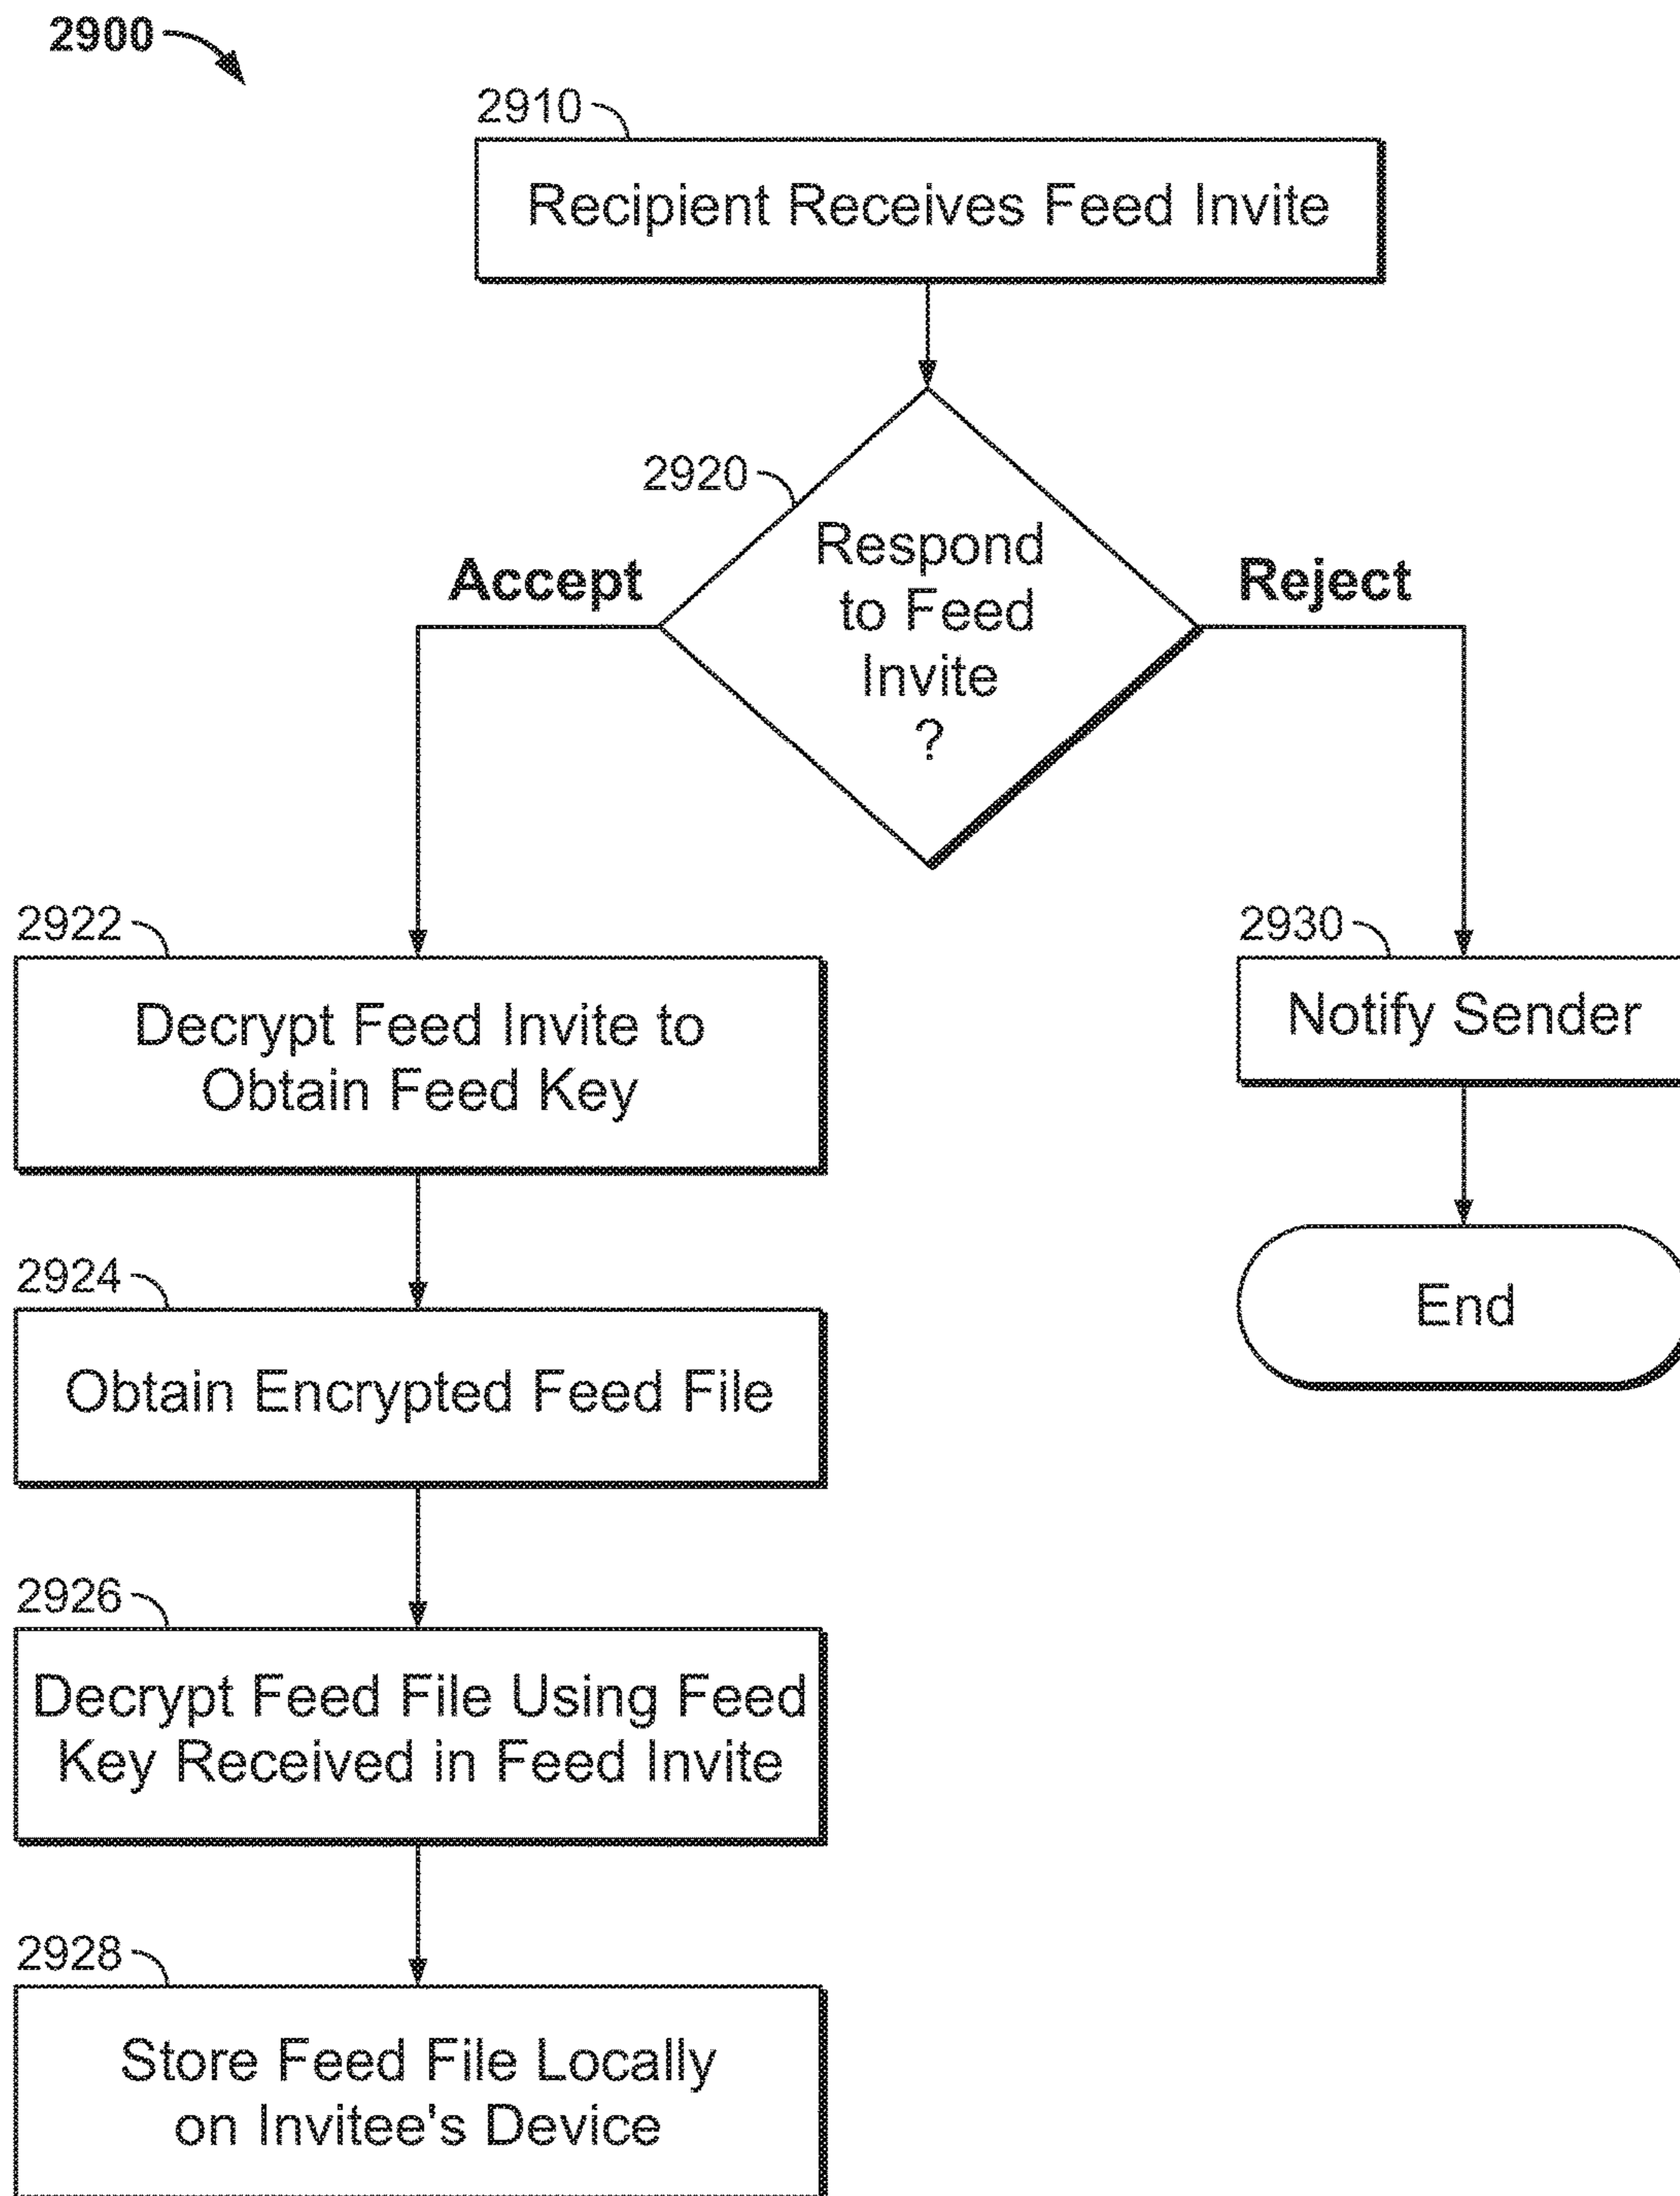 2900
2910
Recipient Receives Feed Invite
2920
Respond
to Feed
Invite
?
Accept
Reject
2922
Decrypt Feed Invite to
Obtain Feed Key
2930
Notify Sender
2924
Obtain Encrypted Feed File
End
2926
Decrypt Feed File Using Feed
Key Received in Feed Invite
2928
Store Feed File Locally
on Invitee's Device